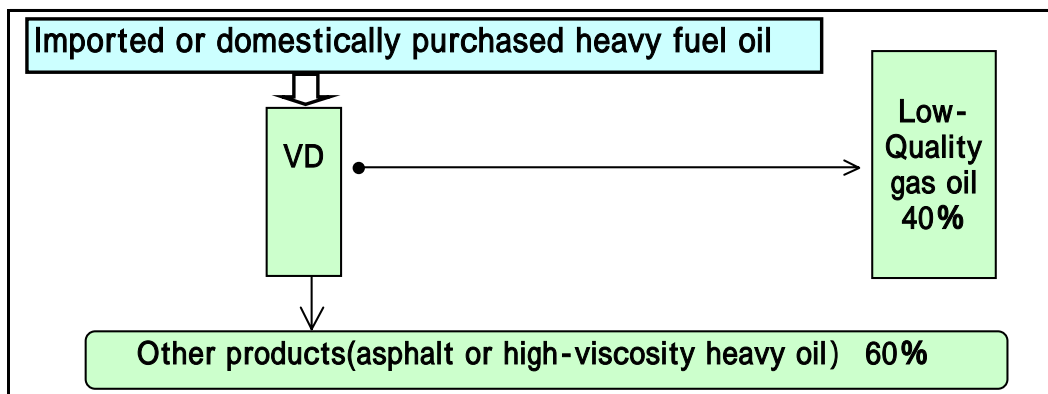 Imported or domestically purchased heavy fuel oil
VD
Low-
Quality
gas oil
40%
Other products(asphalt or high-viscosity heavy oil) 60%